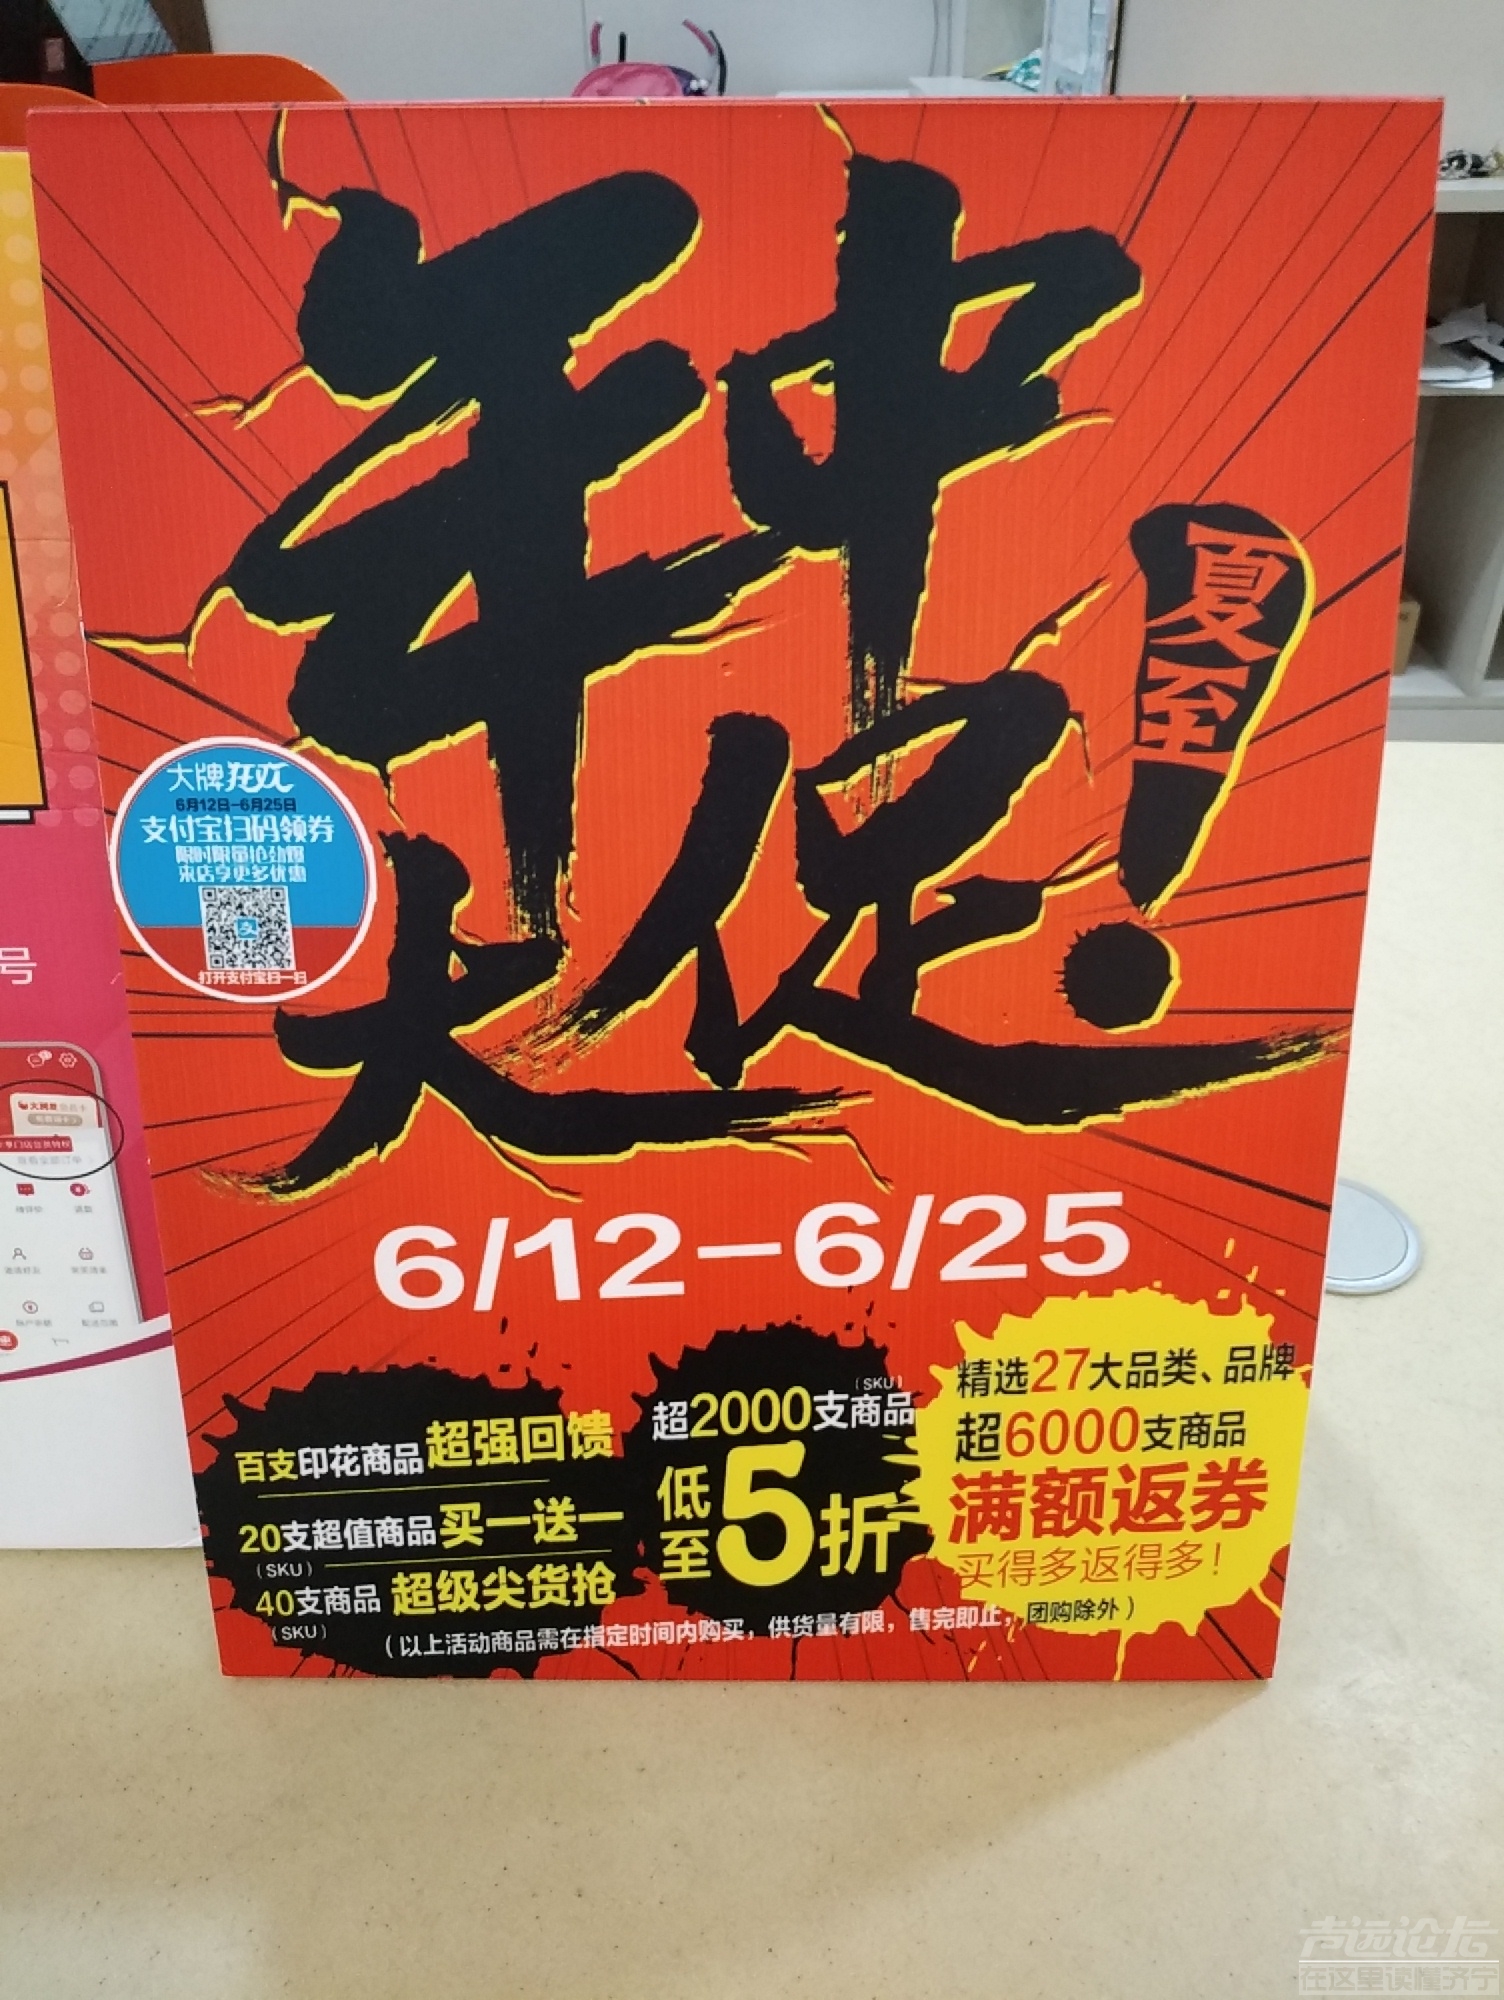 年中
大促
夏至
大牌狂欢
6月12日-6月25日
支付宝扫码领券
限时限量抢劲爆
来店享更多优惠
支
打开支付宝扫一扫
号
6/12-6/25
百支印花商品超强回馈
20支超值商品买一送一
(SKU)
40支商品 超级尖货抢
(SKU)
(SKU)
超2000支商品
低至5折
精选27大品类、品牌
超6000支商品
满额返券
买得多返得多!
(以上活动商品需在指定时间内购买,供货量有限,售完即止,团购除外)
声远论坛
在这里读懂济宁